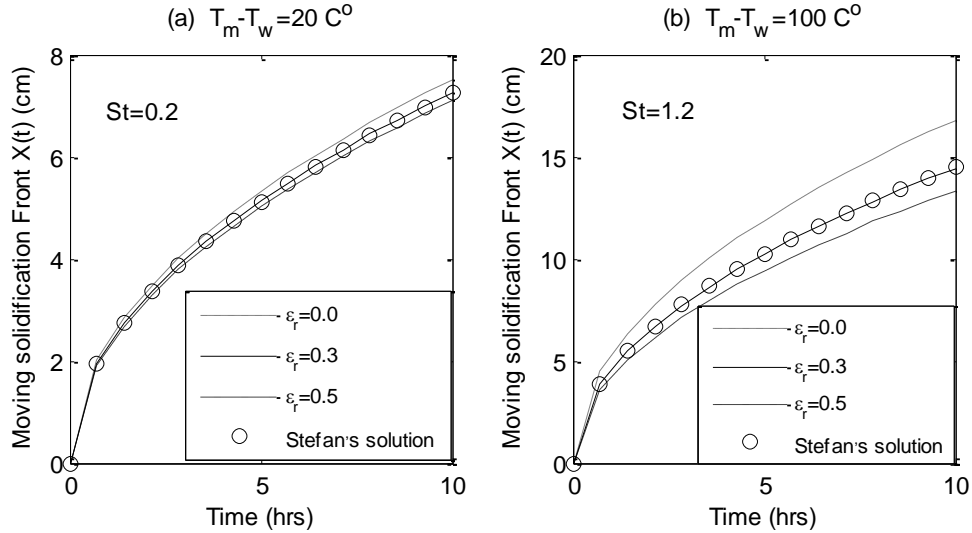 (a) T_m-T_w=20 C^o
Moving solidification Front X(t) (cm)
8
6
4
2
0
St=0.2
ε_r=0.0
ε_r=0.3
ε_r=0.5
Stefan's solution
0 5 10
Time (hrs)
(b) T_m-T_w=100 C^o
Moving solidification Front X(t) (cm)
20
15
10
5
0
St=1.2
ε_r=0.0
ε_r=0.3
ε_r=0.5
Stefan's solution
0 5 10
Time (hrs)